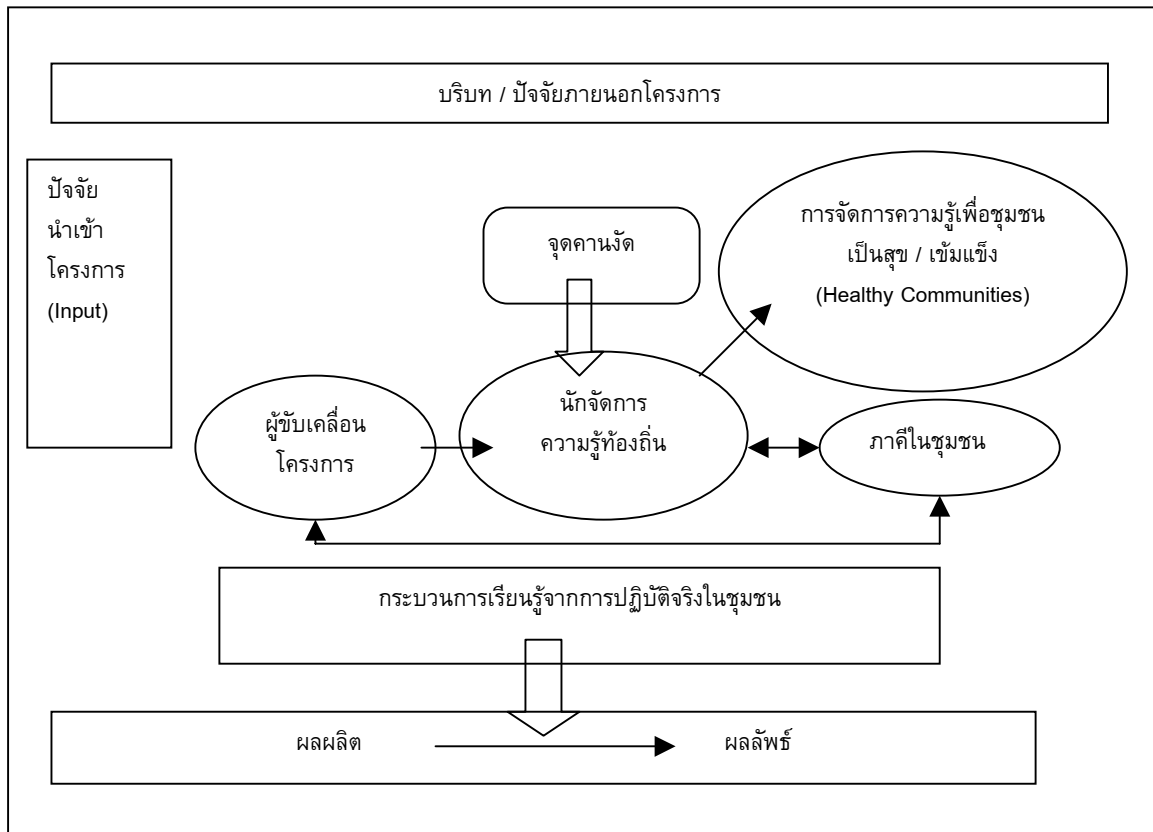 บริบท / ปัจจัยภายนอกโครงการ
ปัจจัย
นำเข้า
โครงการ
(Input)
จุดคานงัด
การจัดการความรู้เพื่อชุมชน
เป็นสุข / เข้มแข็ง
(Healthy Communities)
ผู้ขับเคลื่อน
โครงการ
นักจัดการ
ความรู้ท้องถิ่น
ภาคีในชุมชน
กระบวนการเรียนรู้จากการปฏิบัติจริงในชุมชน
ผลผลิต
ผลลัพธ์